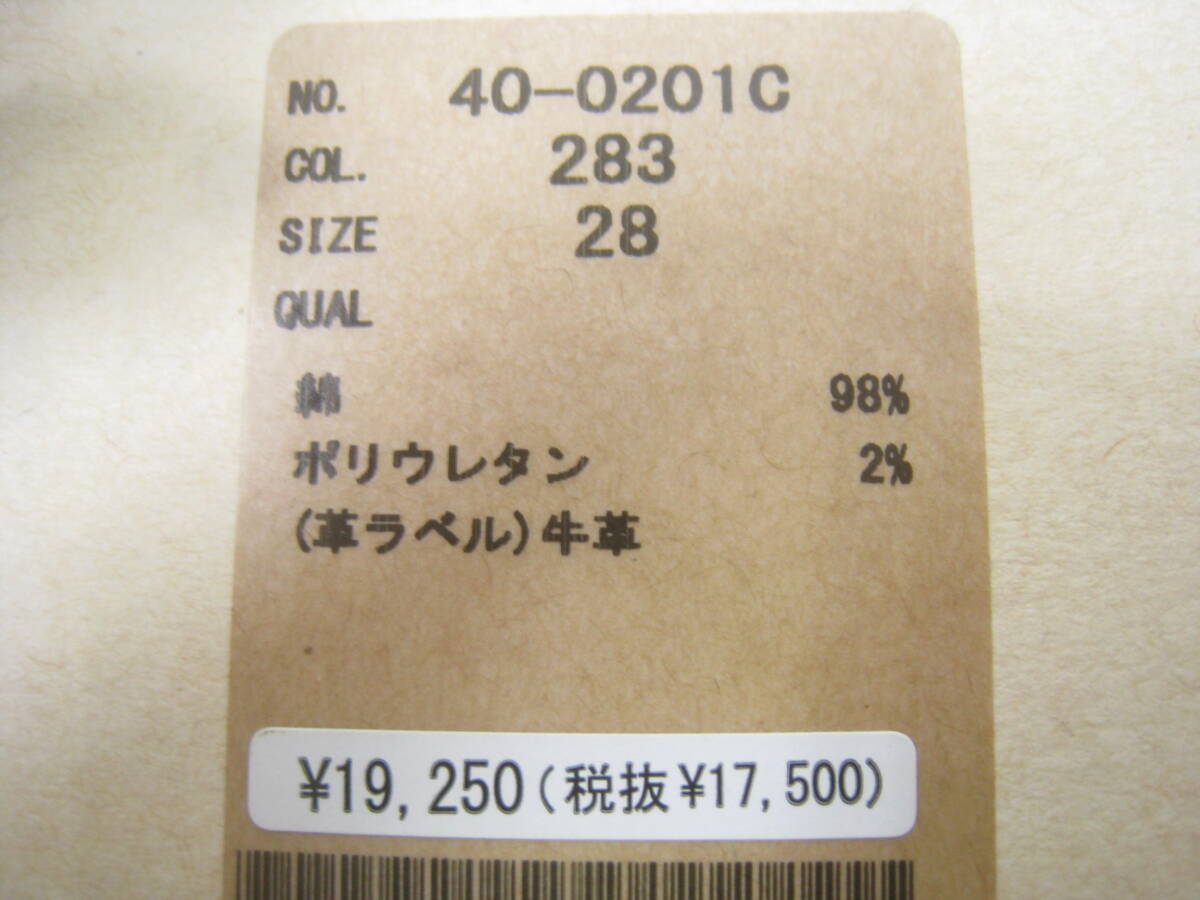 NO. 40-0201C
COL. 283
SIZE 28
QUAL
綿 98%
ポリウレタン 2%
(革ラベル)牛革
¥19,250(税抜¥17,500)